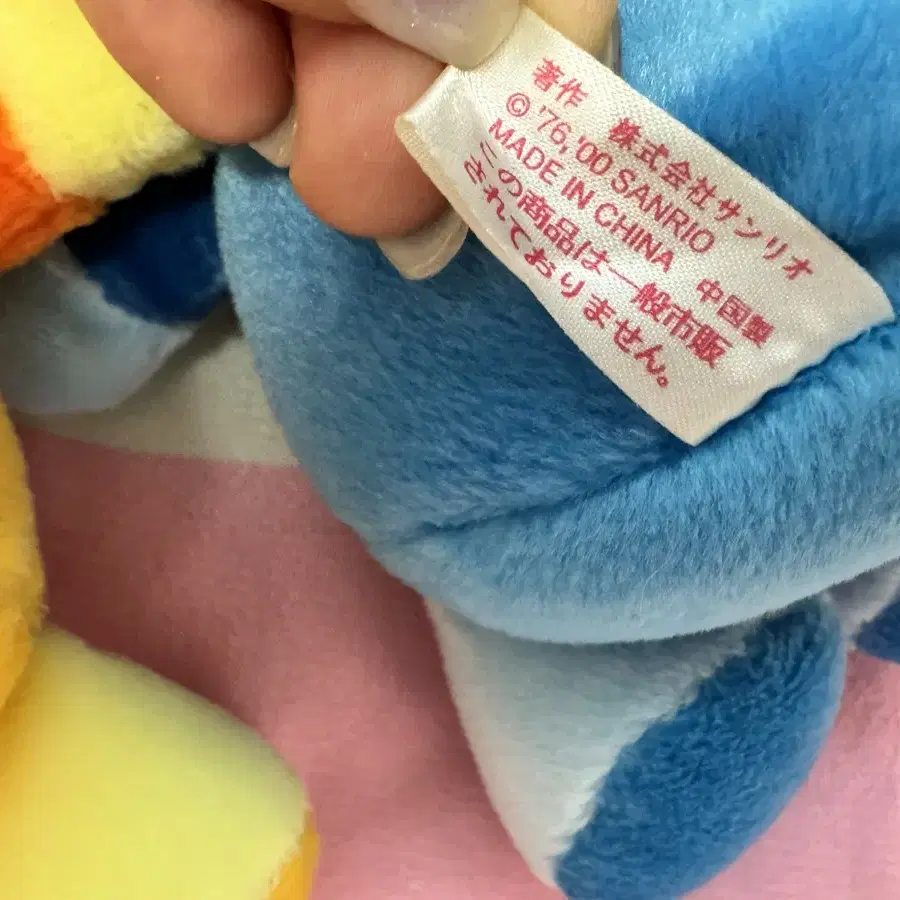 著作 株式会社サンリオ
© '76,'00 SANRIO
MADE IN CHINA 中国製
この商品は一般市販
されておりません。